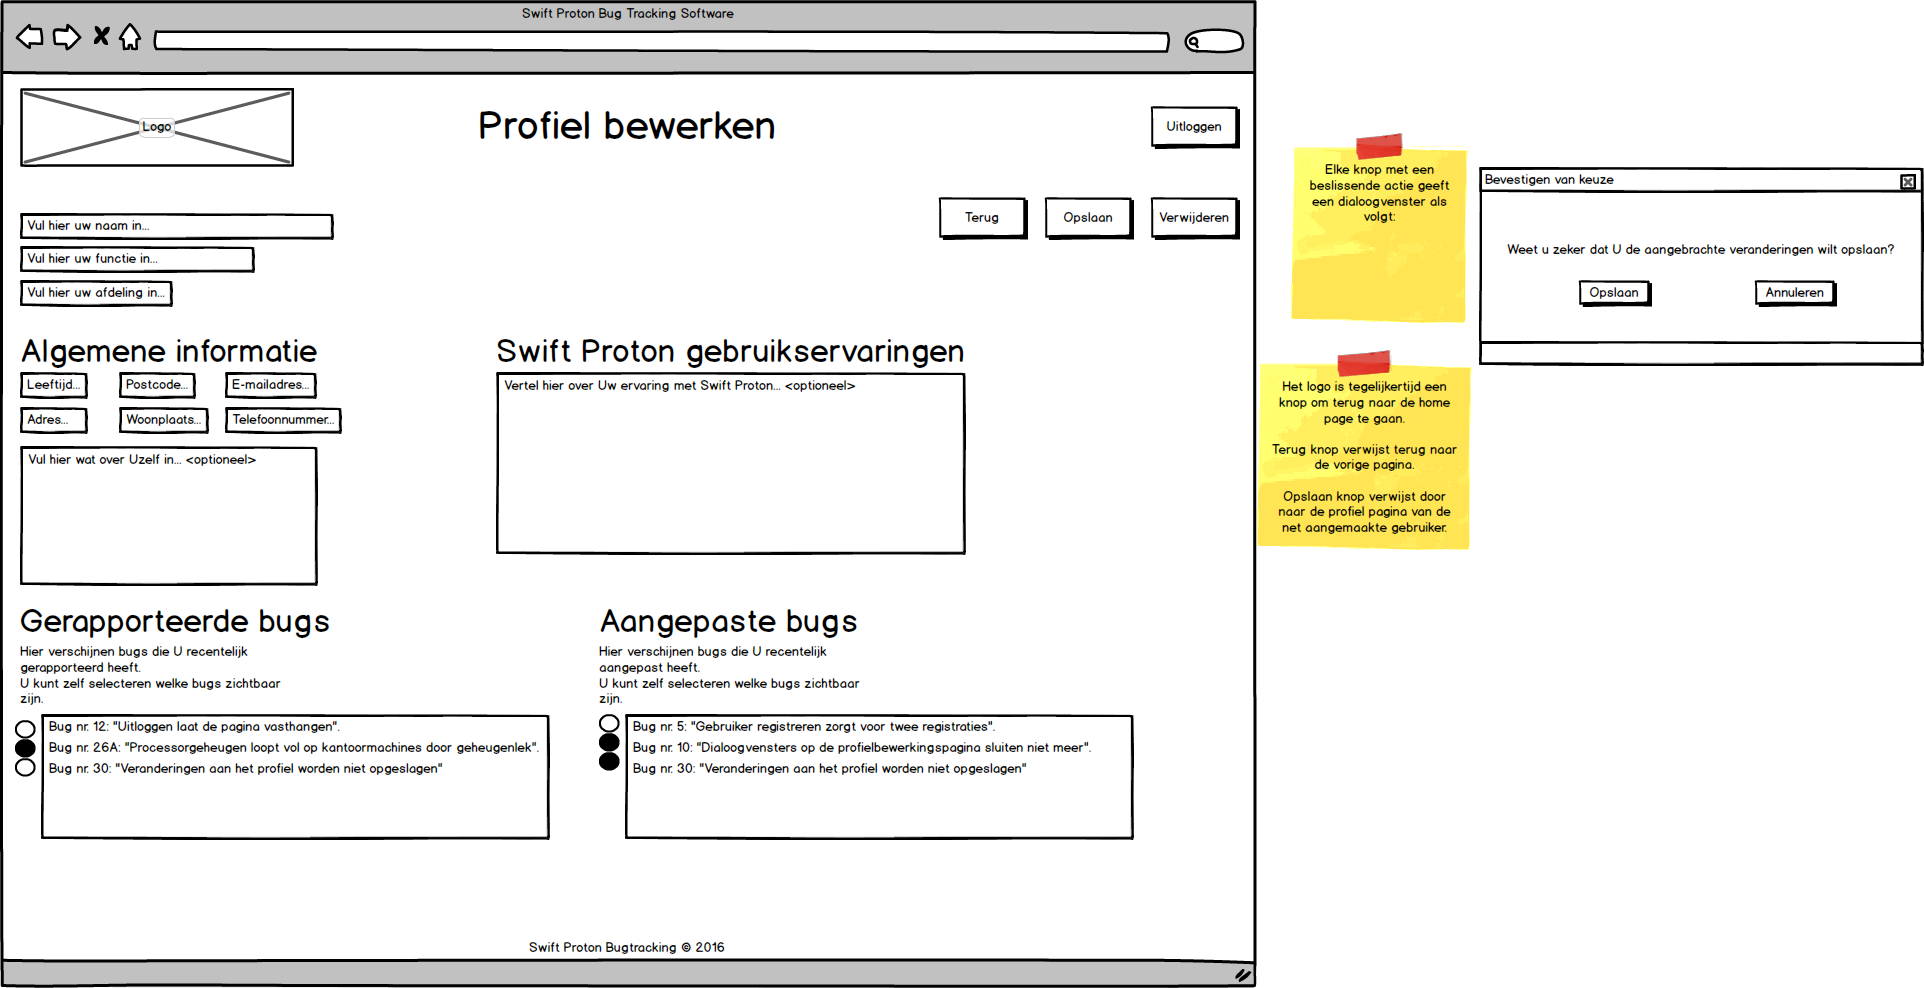 Swift Proton Bug Tracking Software
Logo
Profiel bewerken
Uitloggen
Terug
Opslaan
Verwijderen
Vul hier uw naam in...
Vul hier uw functie in...
Vul hier uw afdeling in...
Algemene informatie
Leeftijd...
Postcode...
E-mailadres...
Adres...
Woonplaats...
Telefoonnummer...
Vul hier wat over Uzelf in... <optioneel>
Swift Proton gebruikservaringen
Vertel hier over Uw ervaring met Swift Proton... <optioneel>
Gerapporteerde bugs
Hier verschijnen bugs die U recentelijk
gerapporteerd heeft.
U kunt zelf selecteren welke bugs zichtbaar
zijn.
Bug nr. 12: "Uitloggen laat de pagina vasthangen".
Bug nr. 26A: "Processorgeheugen loopt vol op kantoormachines door geheugenlek".
Bug nr. 30: "Veranderingen aan het profiel worden niet opgeslagen"
Aangepaste bugs
Hier verschijnen bugs die U recentelijk
aangepast heeft.
U kunt zelf selecteren welke bugs zichtbaar
zijn.
Bug nr. 5: "Gebruiker registreren zorgt voor twee registraties".
Bug nr. 10: "Dialoogvensters op de profielbewerkingspagina sluiten niet meer".
Bug nr. 30: "Veranderingen aan het profiel worden niet opgeslagen"
Swift Proton Bugtracking © 2016
Elke knop met een
beslissende actie geeft
een dialoogvenster als
volgt:
Bevestigen van keuze
Weet u zeker dat U de aangebrachte veranderingen wilt opslaan?
Opslaan
Annuleren
Het logo is tegelijkertijd een
knop om terug naar de home
page te gaan.
Terug knop verwijst terug naar
de vorige pagina.
Opslaan knop verwijst door
naar de profiel pagina van de
net aangemaakte gebruiker.